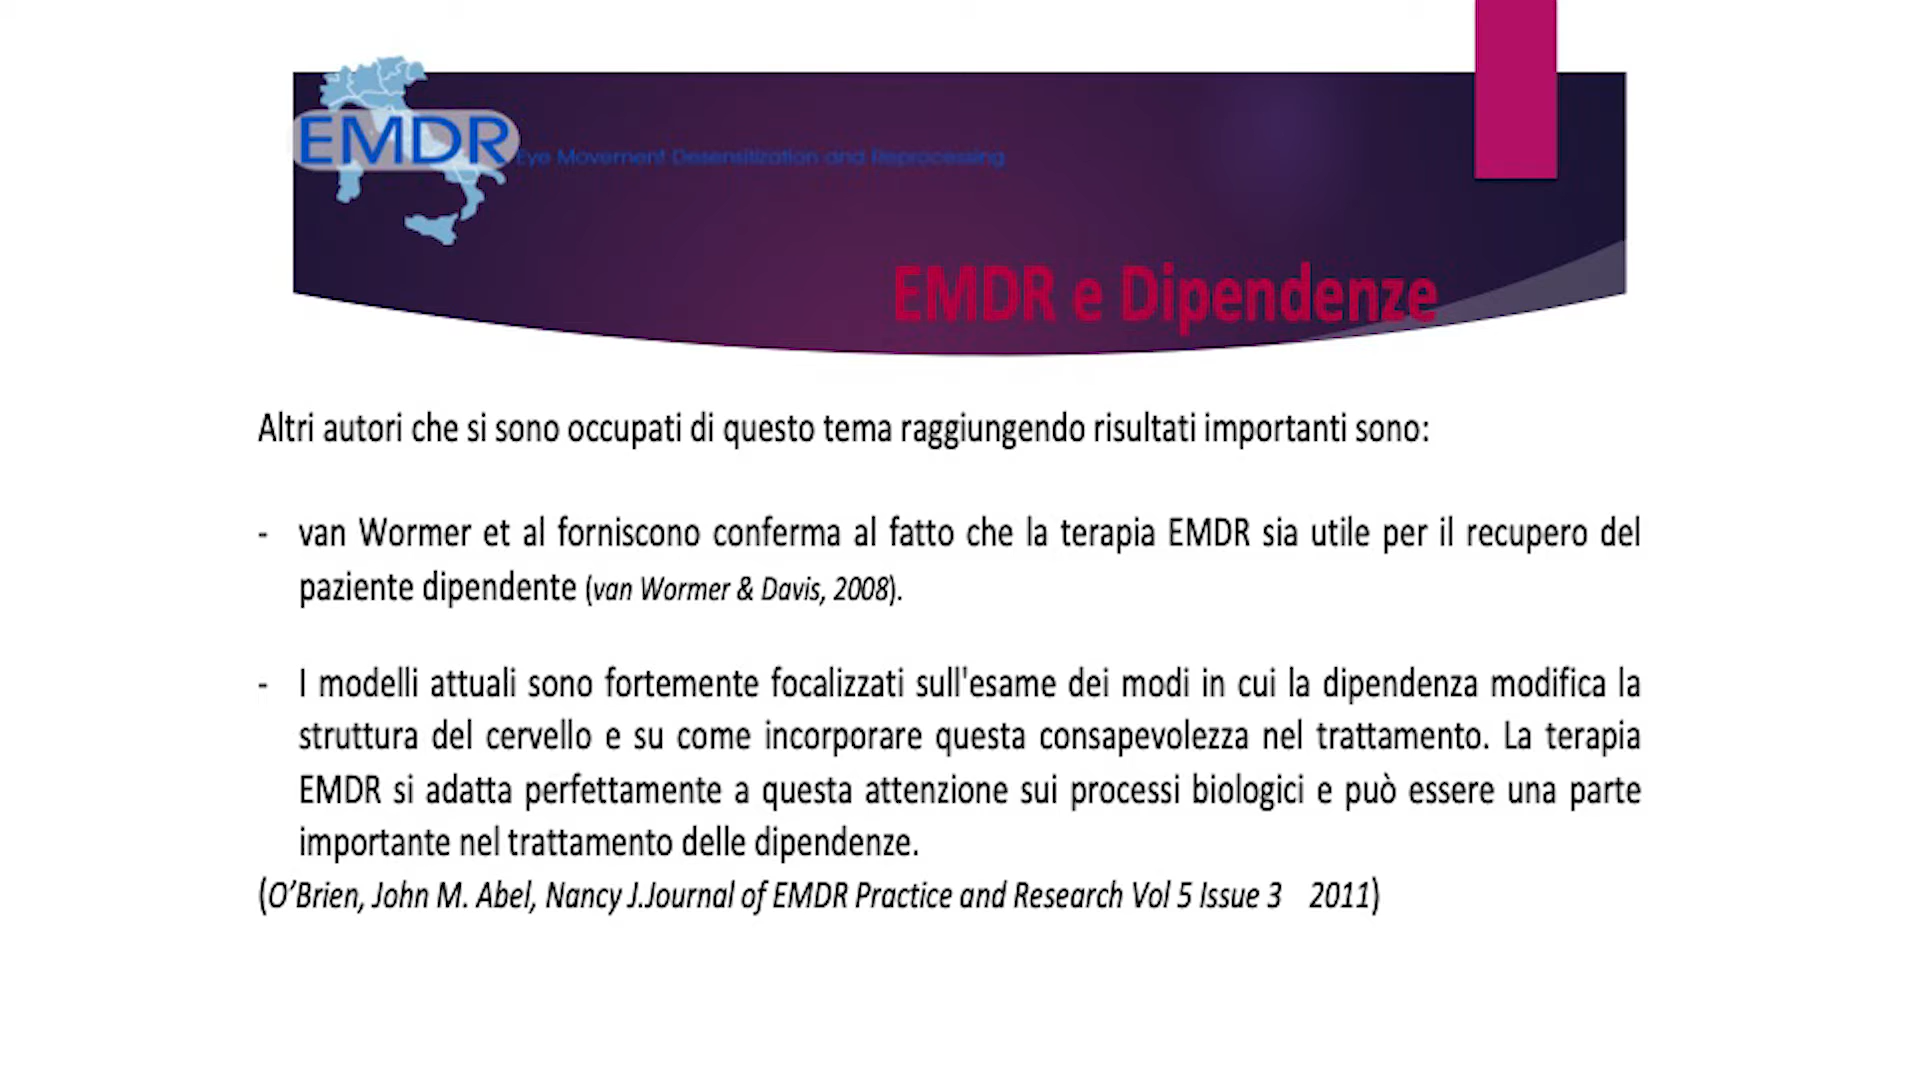 EMDR
Eye Movement Desensitization and Reprocessing
EMDR e Dipendenze
Altri autori che si sono occupati di questo tema raggiungendo risultati importanti sono:
- van Wormer et al forniscono conferma al fatto che la terapia EMDR sia utile per il recupero del
paziente dipendente (van Wormer & Davis, 2008).
- I modelli attuali sono fortemente focalizzati sull'esame dei modi in cui la dipendenza modifica la
struttura del cervello e su come incorporare questa consapevolezza nel trattamento. La terapia
EMDR si adatta perfettamente a questa attenzione sui processi biologici e può essere una parte
importante nel trattamento delle dipendenze.
(O’Brien, John M. Abel, Nancy J.Journal of EMDR Practice and Research Vol 5 Issue 3 2011)